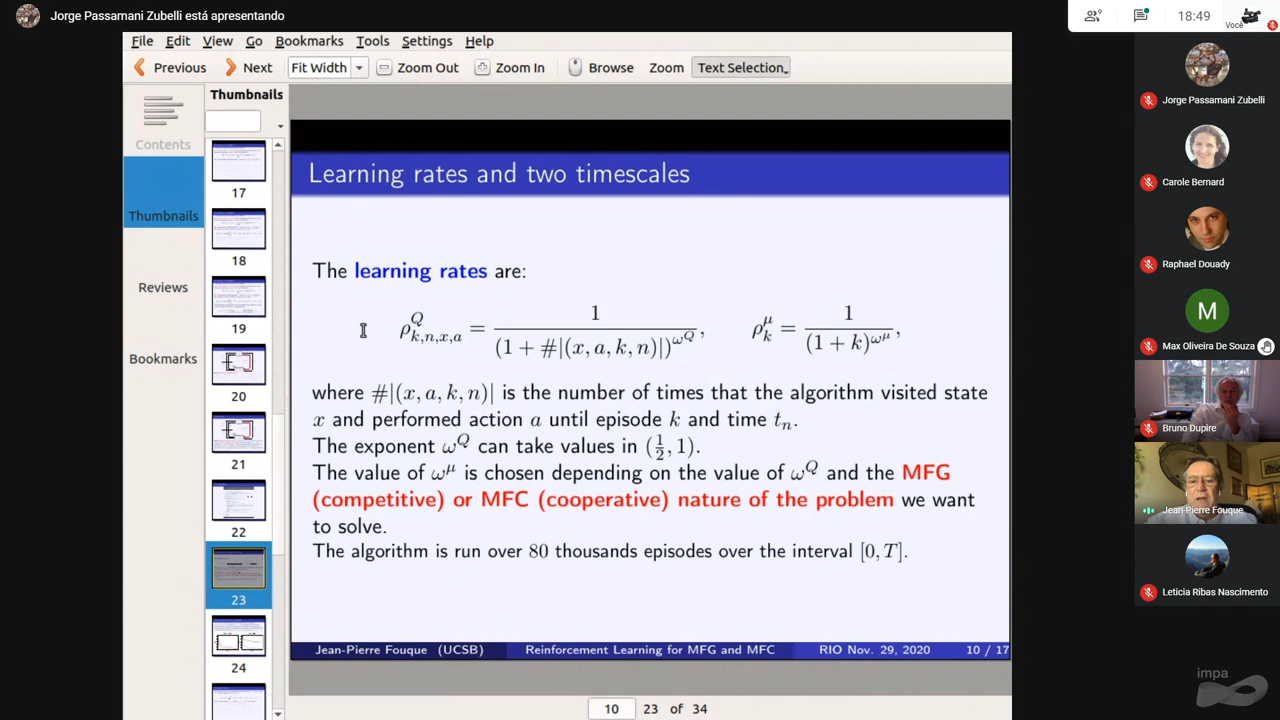 Jorge Passamani Zubelli está apresentando
9
18:49
Você
File Edit View Go Bookmarks Tools Settings Help
Previous Next Fit Width Zoom Out Zoom In Browse Zoom Text Selection
Contents
Thumbnails
Reviews
Bookmarks
Thumbnails
17
18
19
20
21
22
23
24
Learning rates and two timescales
The learning rates are:
ρ^Q_{k,n,x,a} = 1 / (1 + #|(x, a, k, n)|)^{ω^Q}, ρ^μ_k = 1 / (1 + k)^{ω^μ},
where #|(x, a, k, n)| is the number of times that the algorithm visited state
x and performed action a until episode k and time t_n.
The exponent ω^Q can take values in (1/2, 1).
The value of ω^μ is chosen depending on the value of ω^Q and the MFG
(competitive) or MFC (cooperative) nature of the problem we want
to solve.
The algorithm is run over 80 thousands episodes over the interval [0, T].
Jean-Pierre Fouque (UCSB) Reinforcement Learning for MFG and MFC RIO Nov. 29, 2020 10 / 17
10 23 of 34
Jorge Passamani Zubelli
Carole Bernard
Raphael Douady
M
Max Oliveira De Souza
Bruno Dupire
Jean-Pierre Fouque
Leticia Ribas Nascimento
impa